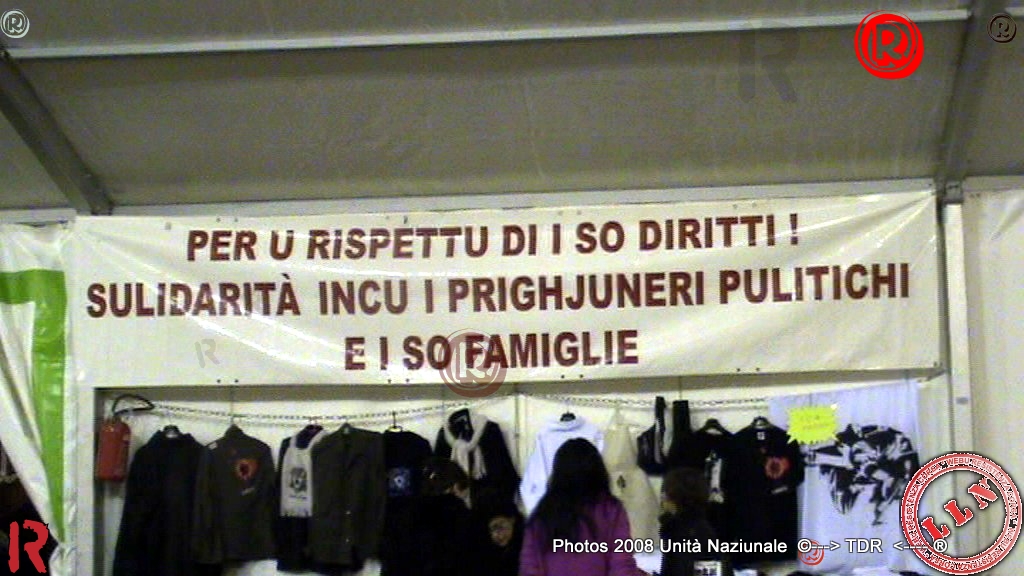 PER U RISPETTU DI I SO DIRITTI !
SULIDARITÀ INCU I PRIGHJUNERI PULITICHI
E I SO FAMIGLIE
LLN
Photos 2008 Unità Naziunale ©---> TDR <---- ®